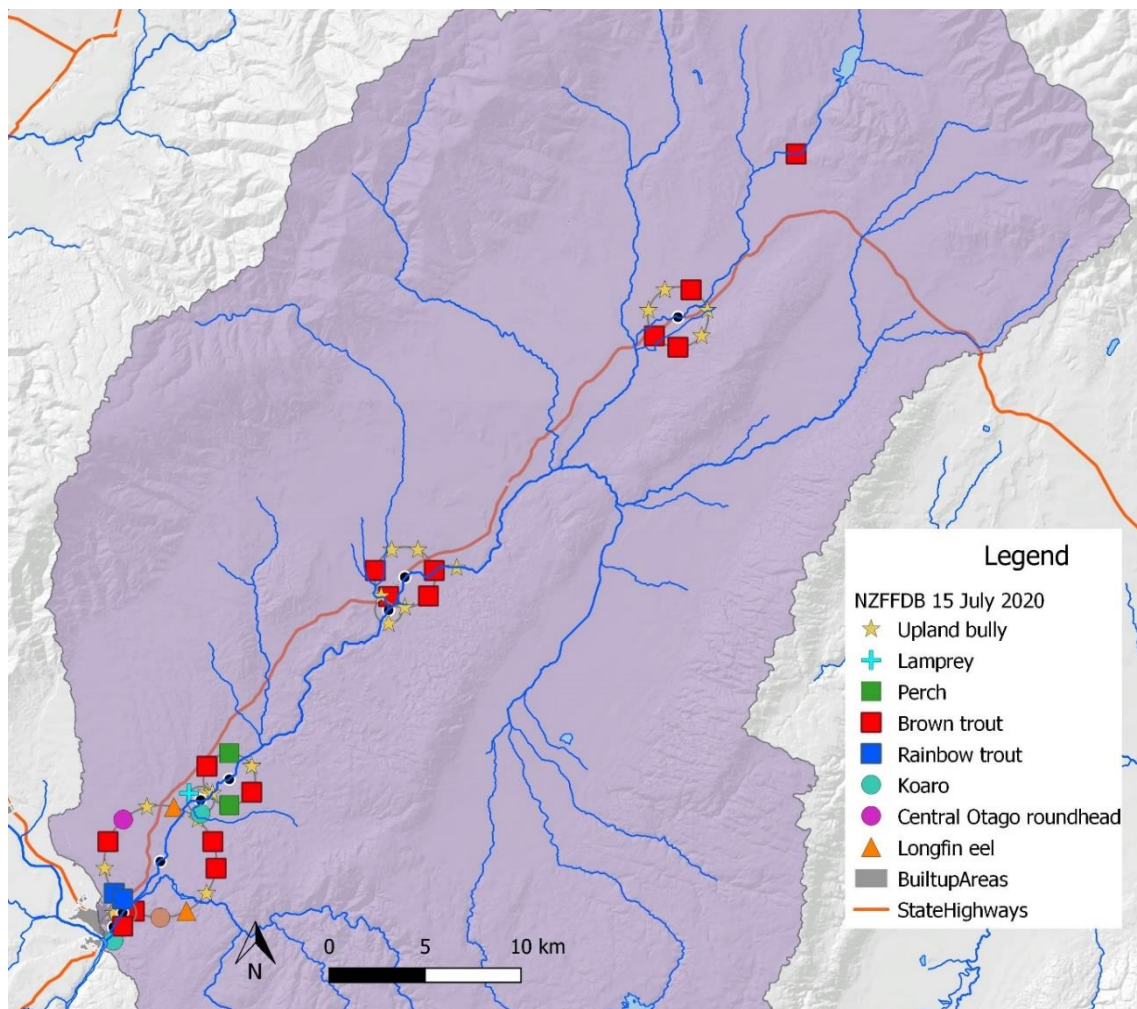 Legend
NZFFDB 15 July 2020
Upland bully
Lamprey
Perch
Brown trout
Rainbow trout
Koaro
Central Otago roundhead
Longfin eel
BuiltupAreas
StateHighways
0 5 10 km
N